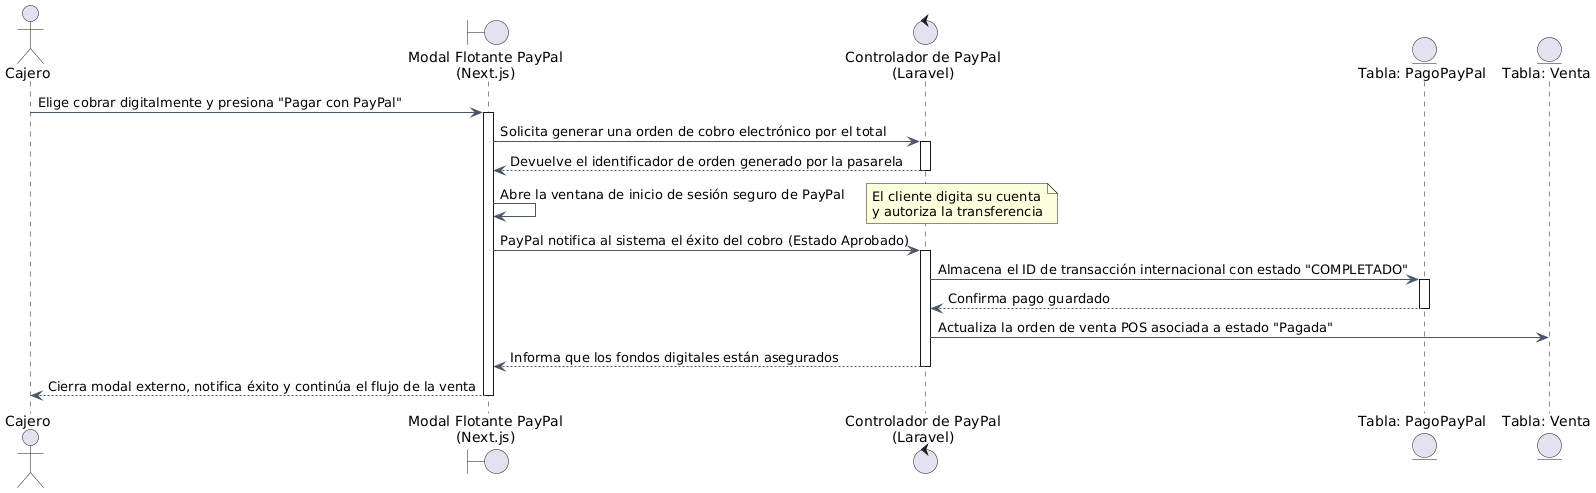 Cajero
Modal Flotante PayPal
(Next.js)
Controlador de PayPal
(Laravel)
Tabla: PagoPayPal
Tabla: Venta
Elige cobrar digitalmente y presiona "Pagar con PayPal"
Solicita generar una orden de cobro electrónico por el total
Devuelve el identificador de orden generado por la pasarela
Abre la ventana de inicio de sesión seguro de PayPal
El cliente digita su cuenta
y autoriza la transferencia
PayPal notifica al sistema el éxito del cobro (Estado Aprobado)
Almacena el ID de transacción internacional con estado "COMPLETADO"
Confirma pago guardado
Actualiza la orden de venta POS asociada a estado "Pagada"
Informa que los fondos digitales están asegurados
Cierra modal externo, notifica éxito y continúa el flujo de la venta
Cajero
Modal Flotante PayPal
(Next.js)
Controlador de PayPal
(Laravel)
Tabla: PagoPayPal
Tabla: Venta